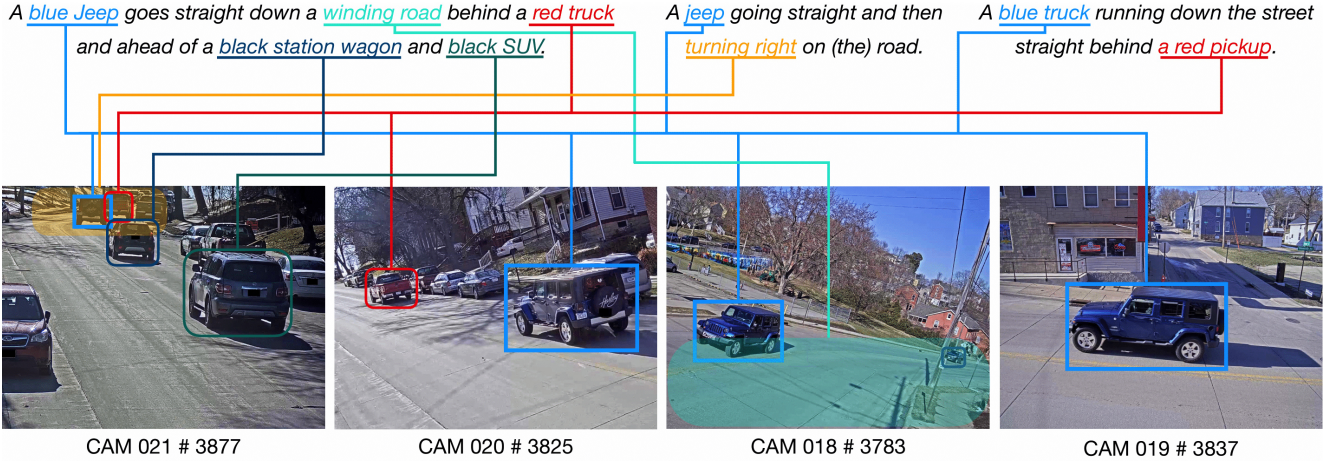 A blue Jeep goes straight down a winding road behind a red truck
and ahead of a black station wagon and black SUV.
A jeep going straight and then
turning right on (the) road.
A blue truck running down the street
straight behind a red pickup.
Harley
CAM 021 # 3877
CAM 020 # 3825
CAM 018 # 3783
CAM 019 # 3837